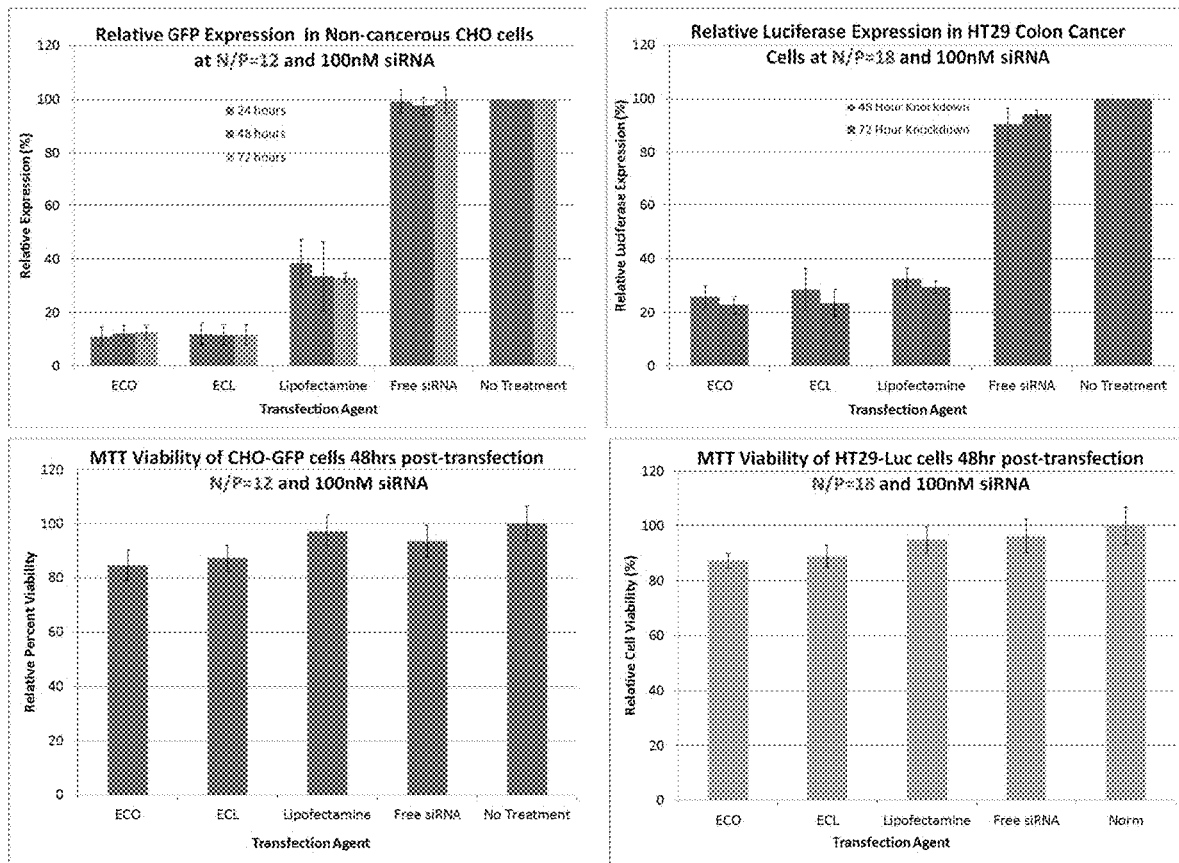 Relative GFP Expression in Non-cancerous CHO cells
at N/P=12 and 100nM siRNA
24 hours
48 hours
72 hours
Relative Expression (%)
120
100
80
60
40
20
0
ECO
ECL
Lipofectamine
Free siRNA
No Treatment
Transfection Agent
Relative Luciferase Expression in HT29 Colon Cancer
Cells at N/P=18 and 100nM siRNA
48 Hour Knockdown
72 Hour Knockdown
Relative Luciferase Expression (%)
120
100
80
60
40
20
0
ECO
ECL
Lipofectamine
Free siRNA
No Treatment
Transfection Agent
MTT Viability of CHO-GFP cells 48hrs post-transfection
N/P=12 and 100nM siRNA
Relative Percent Viability
120
100
80
60
40
20
0
ECO
ECL
Lipofectamine
Free siRNA
No Treatment
Transfection Agent
MTT Viability of HT29-Luc cells 48hr post-transfection
N/P=18 and 100nM siRNA
Relative Cell Viability (%)
120
100
80
60
40
20
0
ECO
ECL
Lipofectamine
Free siRNA
Norm
Transfection Agent